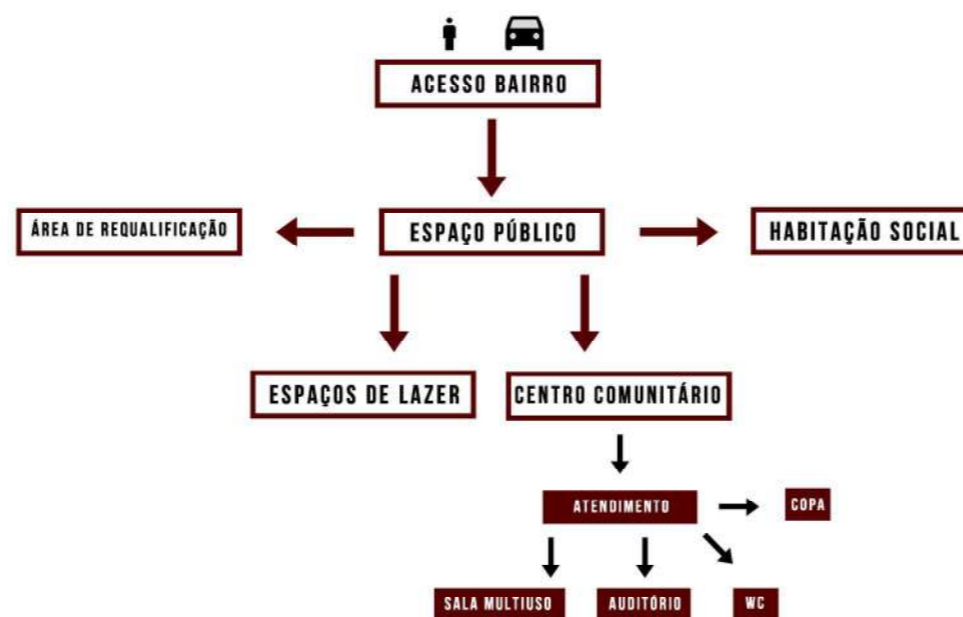 ACESSO BAIRRO
ÁREA DE REQUALIFICAÇÃO
ESPAÇO PÚBLICO
HABITAÇÃO SOCIAL
ESPAÇOS DE LAZER
CENTRO COMUNITÁRIO
ATENDIMENTO
COPA
SALA MULTIUSO
AUDITÓRIO
WC